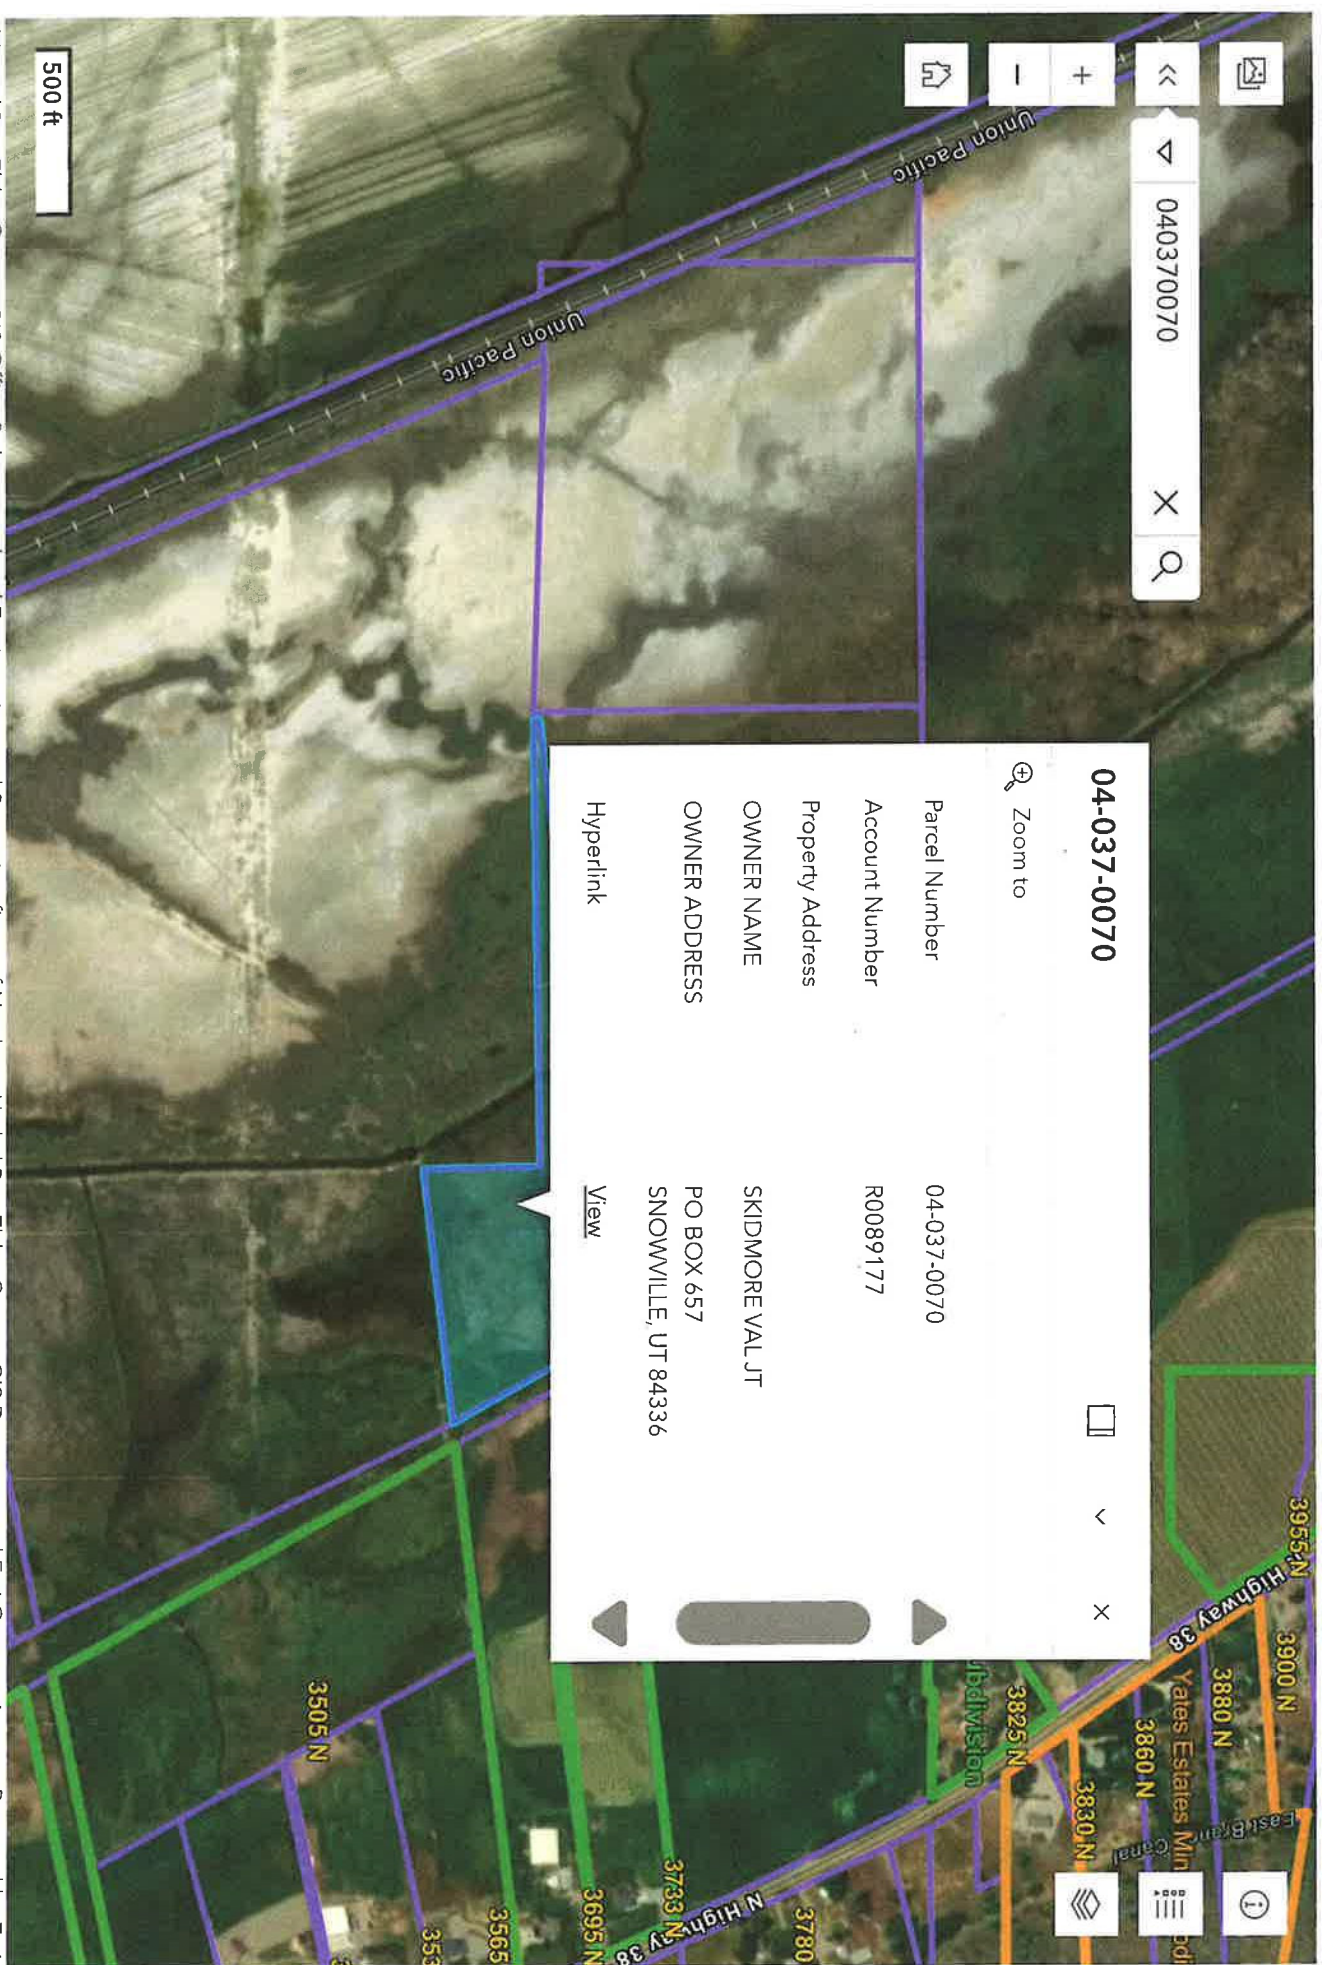 040370070
04-037-0070
Zoom to
Parcel Number 04-037-0070
Account Number R0089177
Property Address
OWNER NAME SKIDMORE VAL JT
OWNER ADDRESS PO BOX 657
SNOWVILLE, UT 84336
Hyperlink View
Union Pacific
Union Pacific
3955 N
Highway 38
3900 N
3880 N
Yates Estates Min
3860 N
East Branch Canal
3830 N
3825 N
ubdivision
3780
N Highway 38
3733 N
3695 N
3565
353
3505 N
500 ft